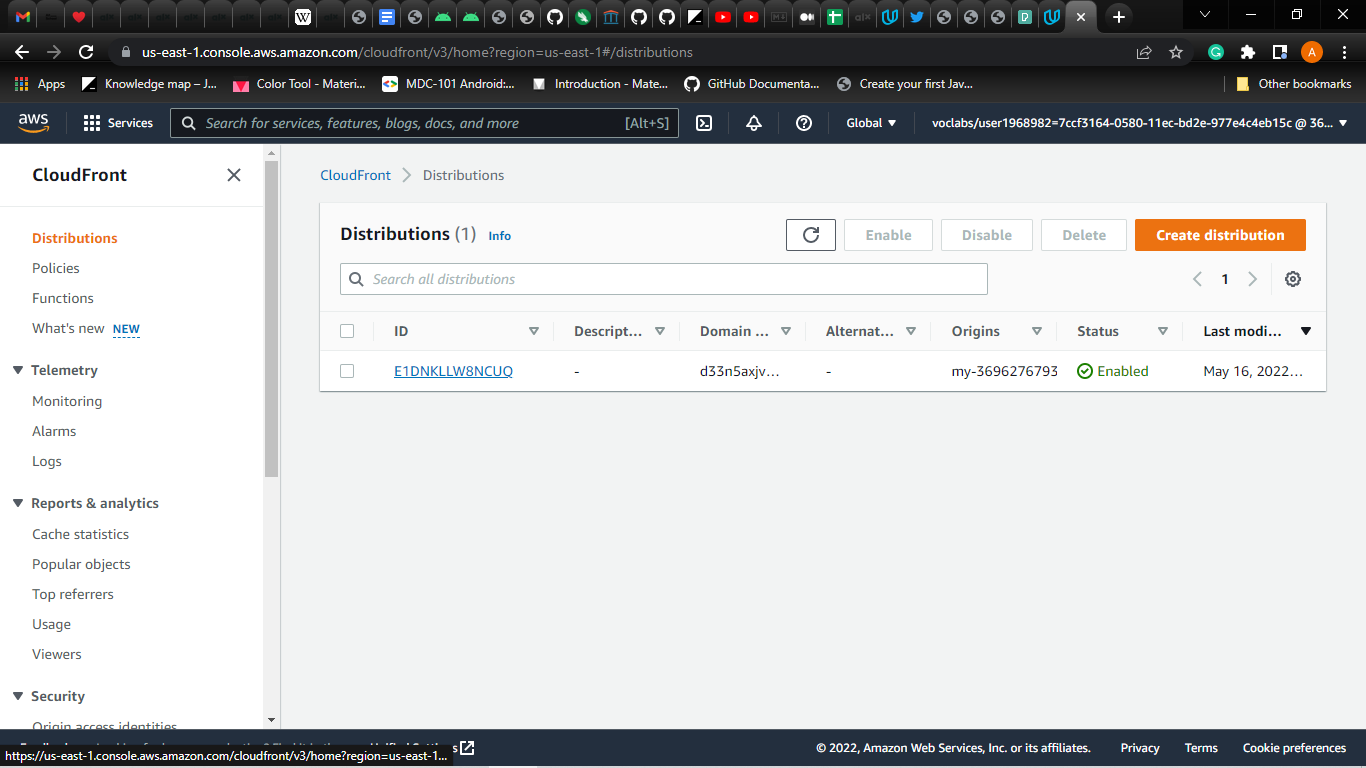 us-east-1.console.aws.amazon.com/cloudfront/v3/home?region=us-east-1#/distributions
A
Apps
Knowledge map – J...
Color Tool - Materi...
MDC-101 Android:...
Introduction - Mate...
GitHub Documenta...
Create your first Jav...
Other bookmarks
aws
Services
Search for services, features, blogs, docs, and more
[Alt+S]
Global
voclabs/user1968982=7ccf3164-0580-11ec-bd2e-977e4c4eb15c @ 36...
CloudFront
Distributions
Policies
Functions
What's new NEW
Telemetry
Monitoring
Alarms
Logs
Reports & analytics
Cache statistics
Popular objects
Top referrers
Usage
Viewers
Security
Origin access identities
CloudFront
Distributions
Distributions (1) Info
Enable
Disable
Delete
Create distribution
Search all distributions
1
ID
Descript...
Domain ...
Alternat...
Origins
Status
Last modi...
E1DNKLLW8NCUQ
-
d33n5axjv...
-
my-3696276793
Enabled
May 16, 2022...
https://us-east-1.console.aws.amazon.com/cloudfront/v3/home?region=us-east-1...
© 2022, Amazon Web Services, Inc. or its affiliates.
Privacy
Terms
Cookie preferences